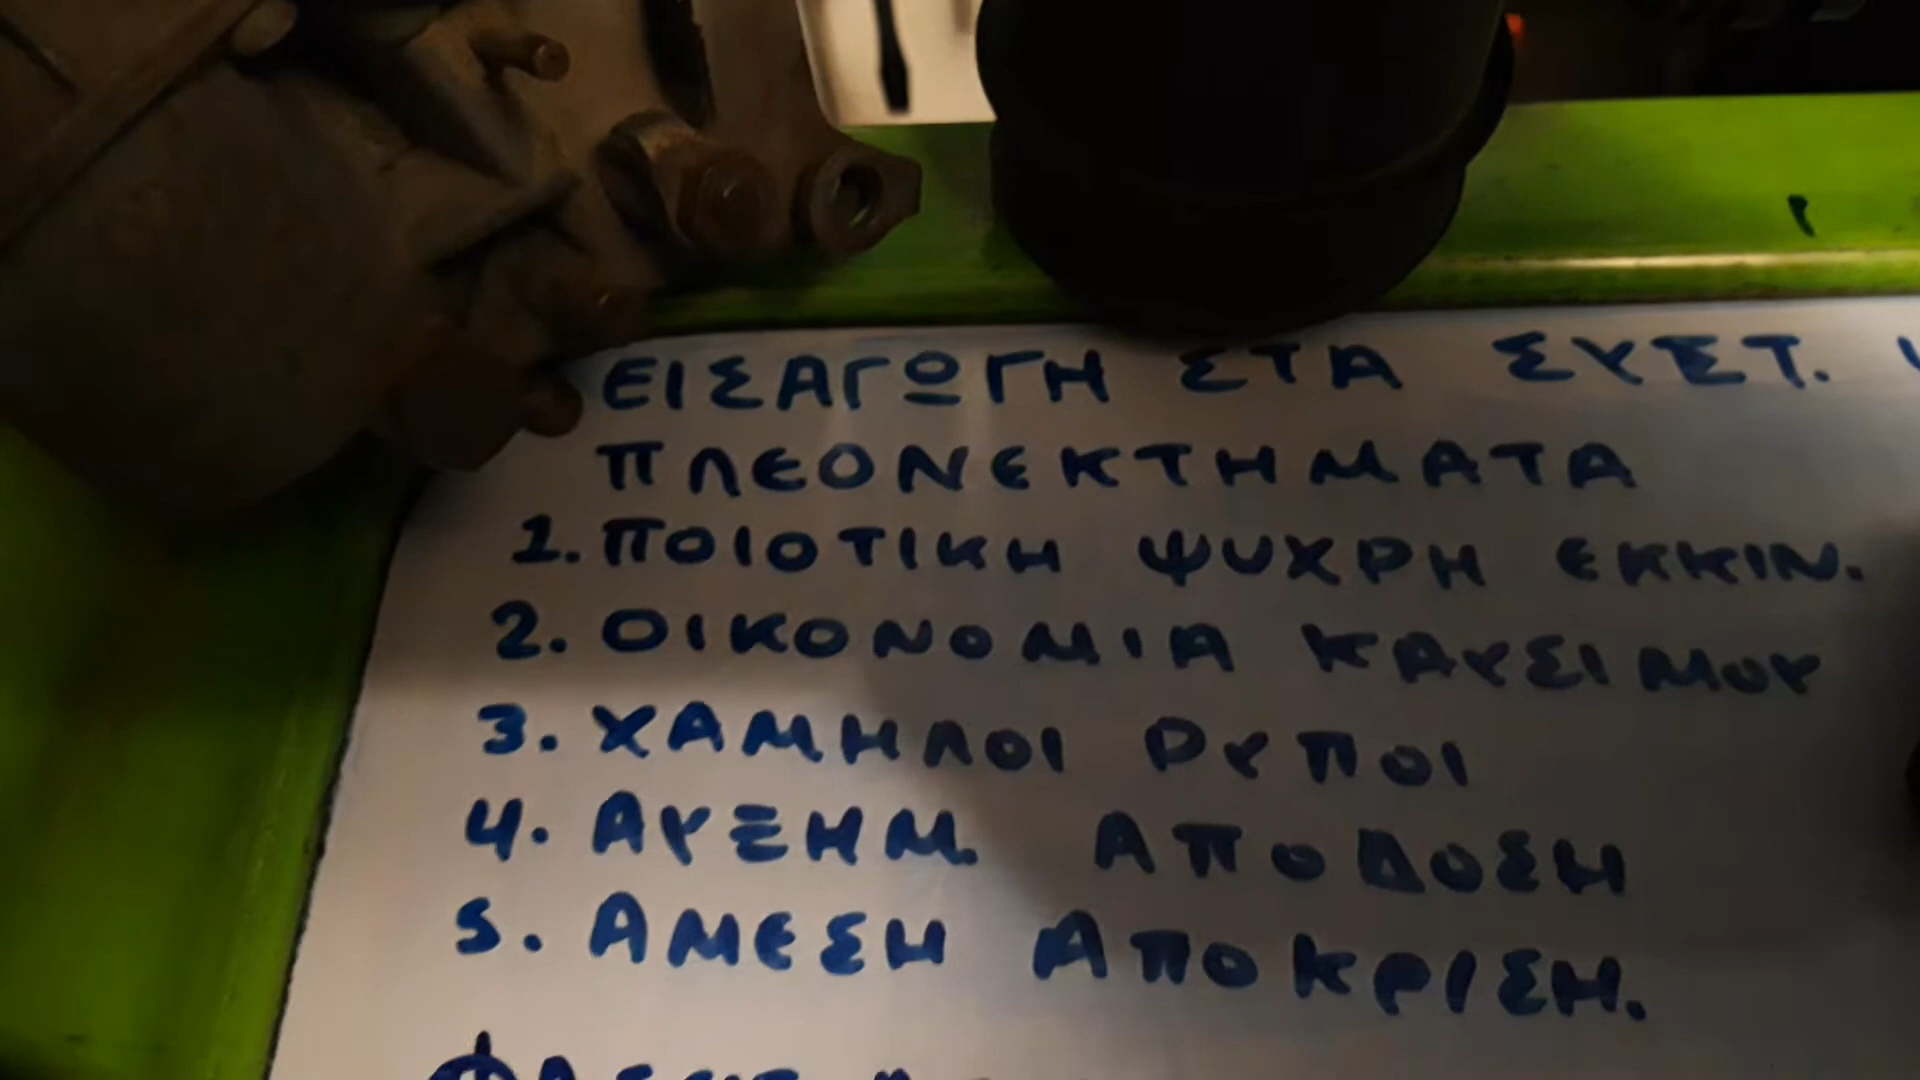 ΕΙΣΑΓΩΓΗ ΣΤΑ ΣΥΣΤ.
ΠΛΕΟΝΕΚΤΗΜΑΤΑ
1. ΠΟΙΟΤΙΚΗ ΨΥΧΡΗ ΕΚΚΙΝ.
2. ΟΙΚΟΝΟΜΙΑ ΚΑΥΣΙΜΟΥ
3. ΧΑΜΗΛΟΙ ΡΥΠΟΙ
4. ΑΥΞΗΜ. ΑΠΟΔΟΣΗ
5. ΑΜΕΣΗ ΑΠΟΚΡΙΣΗ.